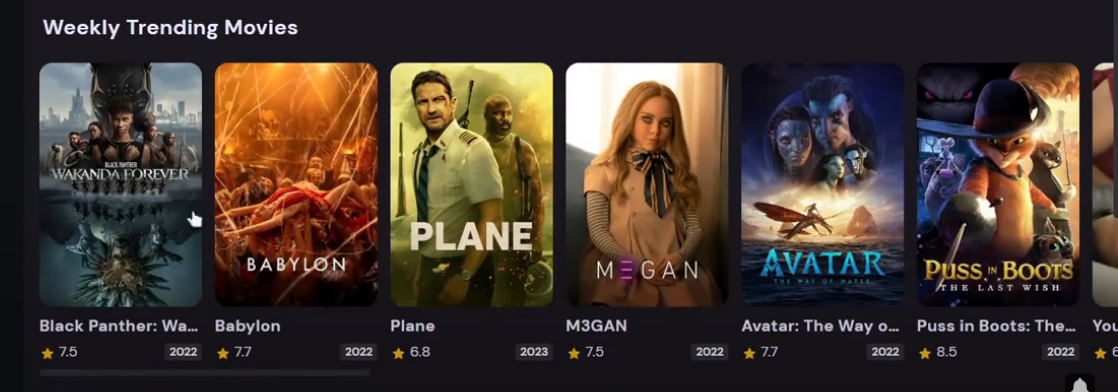 Weekly Trending Movies
BLACK PANTHER
WAKANDA FOREVER
BABYLON
PLANE
M3GAN
AVATAR
THE WAY OF WATER
PUSS IN BOOTS
THE LAST WISH
Black Panther: Wa...
Babylon
Plane
M3GAN
Avatar: The Way o...
Puss in Boots: The...
You
7.5
2022
7.7
2022
6.8
2023
7.5
2022
7.7
2022
8.5
2022
6